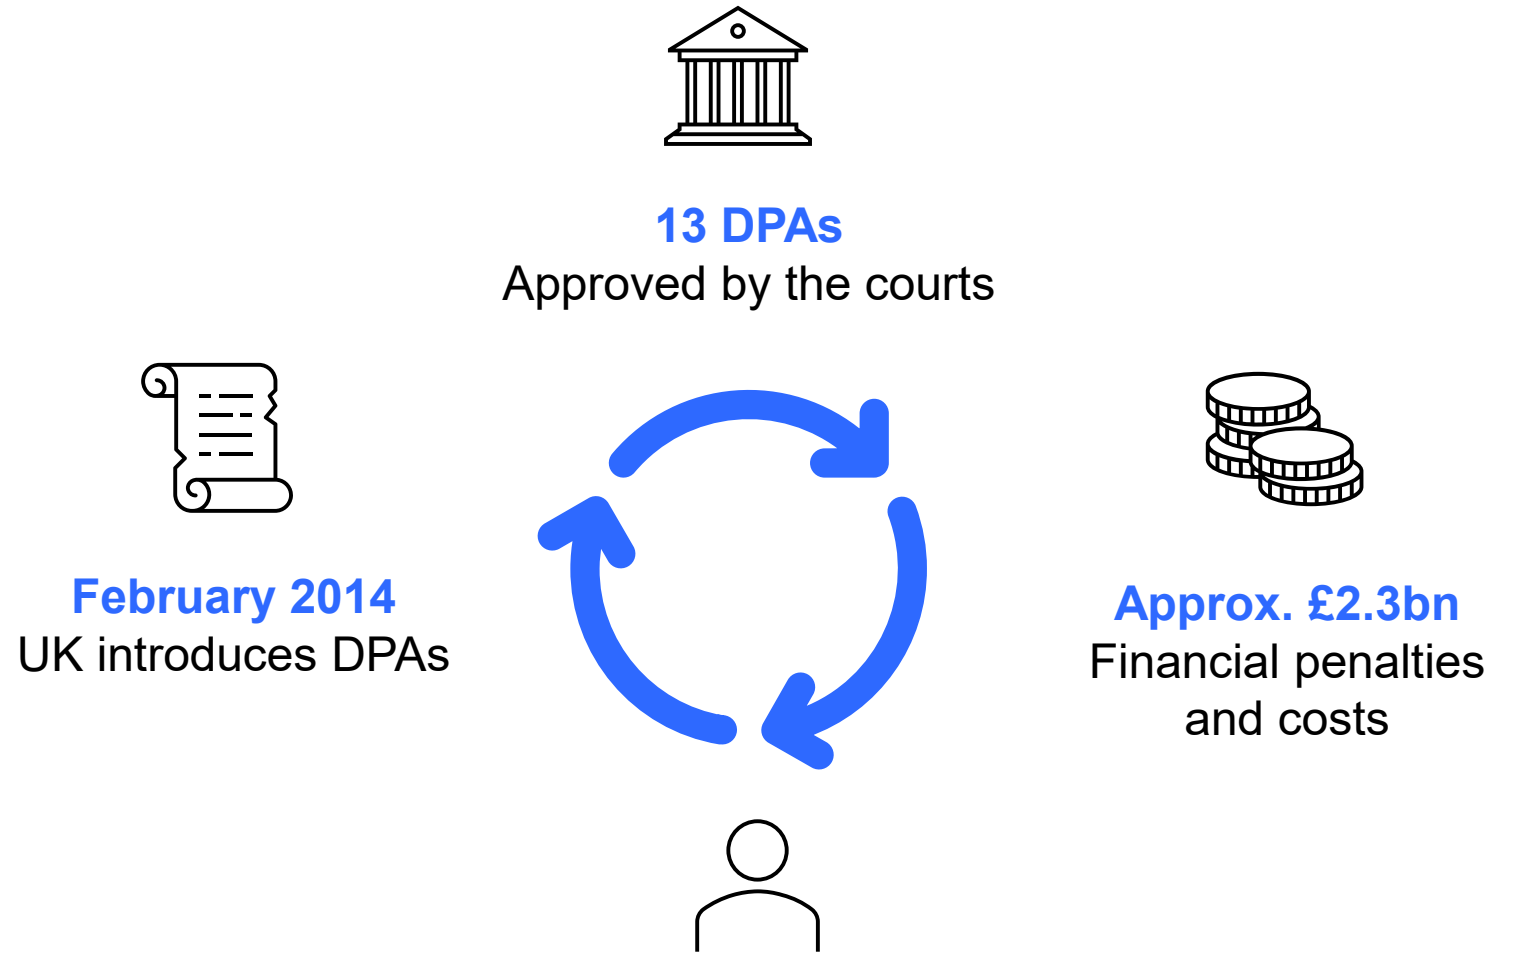 13 DPAs
Approved by the courts
February 2014
UK introduces DPAs
Approx. £2.3bn
Financial penalties
and costs